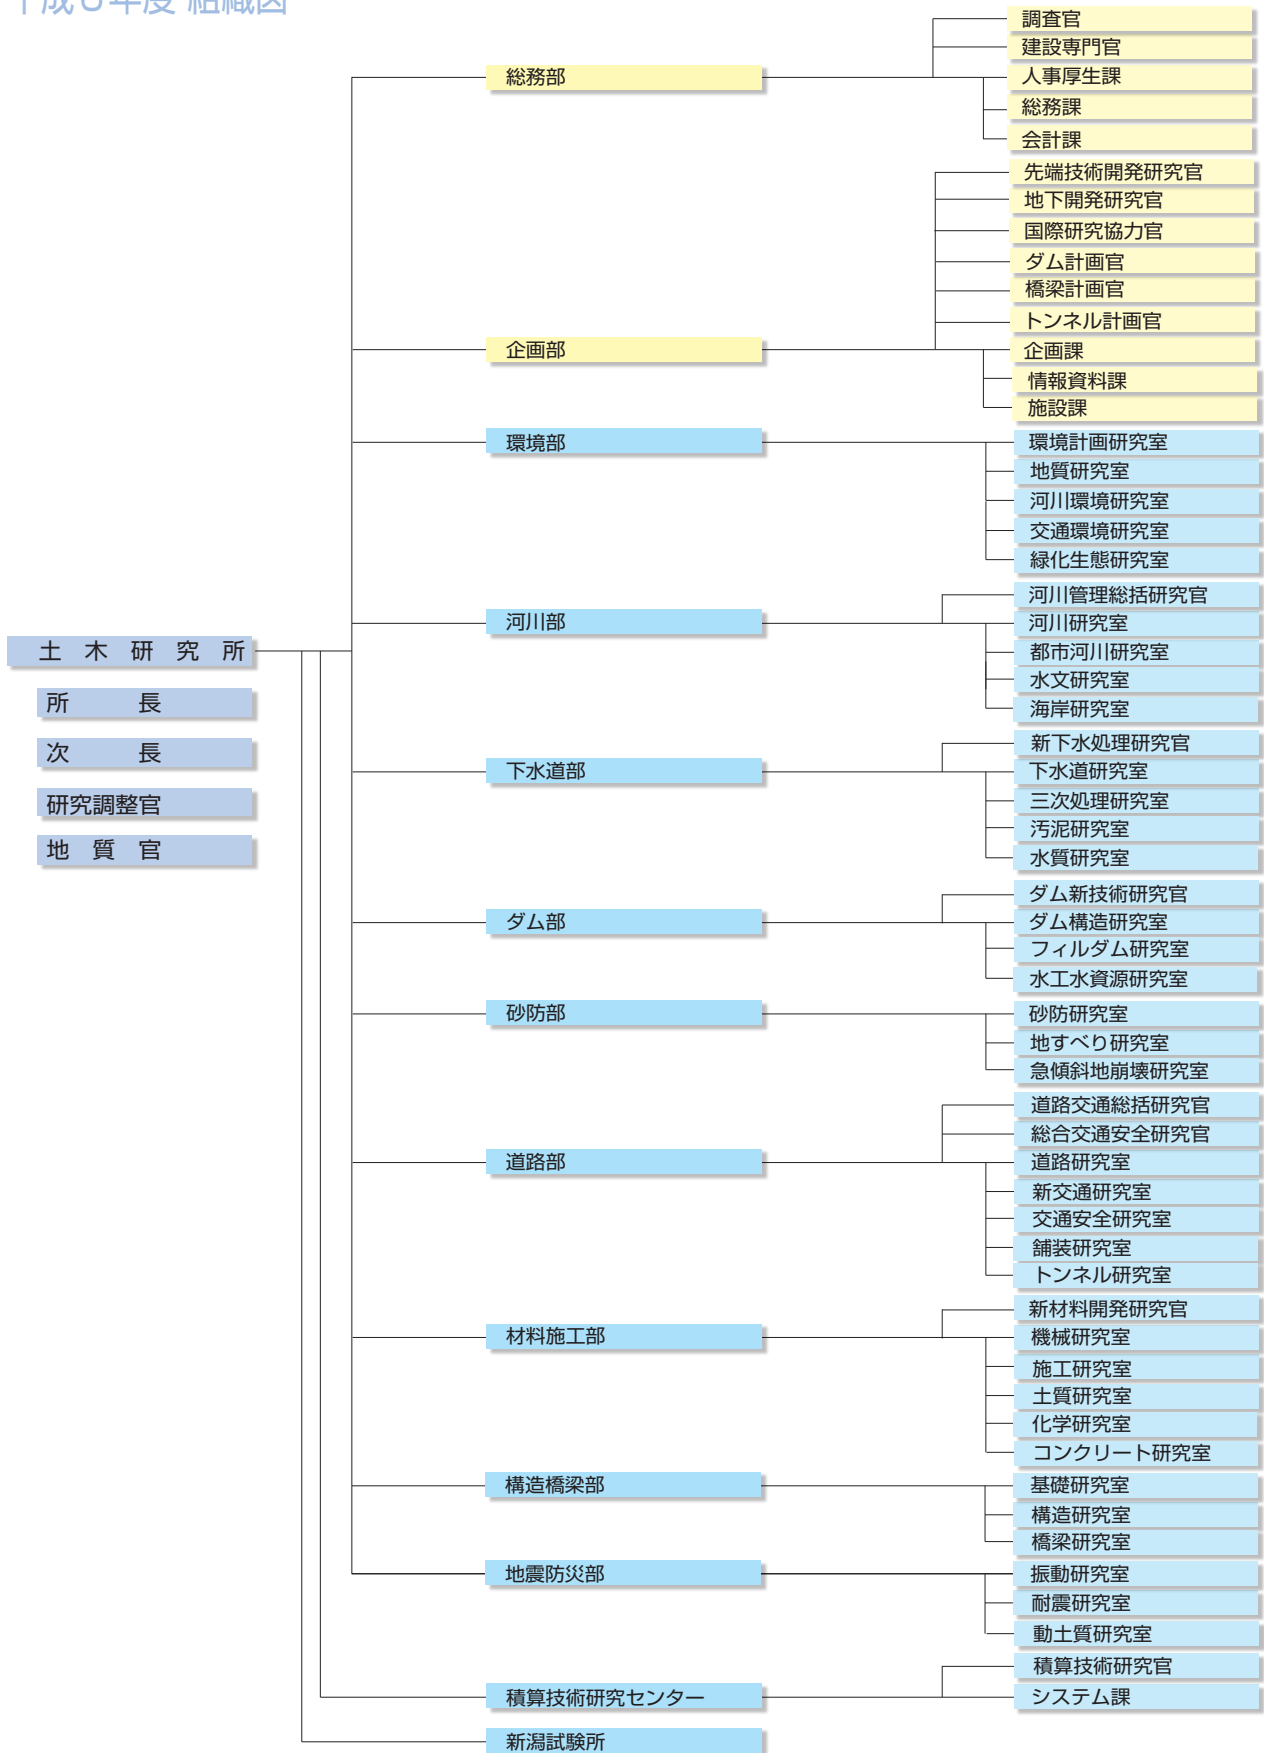 組織図
調査官
建設専門官
総務部
人事厚生課
総務課
会計課
先端技術開発研究官
地下開発研究官
国際研究協力官
ダム計画官
橋梁計画官
トンネル計画官
企画部
企画課
情報資料課
施設課
環境部
環境計画研究室
地質研究室
河川環境研究室
交通環境研究室
緑化生態研究室
河川管理総括研究官
河川部
河川研究室
都市河川研究室
水文研究室
海岸研究室
土木研究所
所長
次長
研究調整官
地質官
新下水処理研究官
下水道部
下水道研究室
三次処理研究室
汚泥研究室
水質研究室
ダム新技術研究官
ダム部
ダム構造研究室
フィルダム研究室
水工水資源研究室
砂防部
砂防研究室
地すべり研究室
急傾斜地崩壊研究室
道路交通総括研究官
総合交通安全研究官
道路部
道路研究室
新交通研究室
交通安全研究室
舗装研究室
トンネル研究室
新材料開発研究官
材料施工部
機械研究室
施工研究室
土質研究室
化学研究室
コンクリート研究室
構造橋梁部
基礎研究室
構造研究室
橋梁研究室
地震防災部
振動研究室
耐震研究室
動土質研究室
積算技術研究官
積算技術研究センター
システム課
新潟試験所